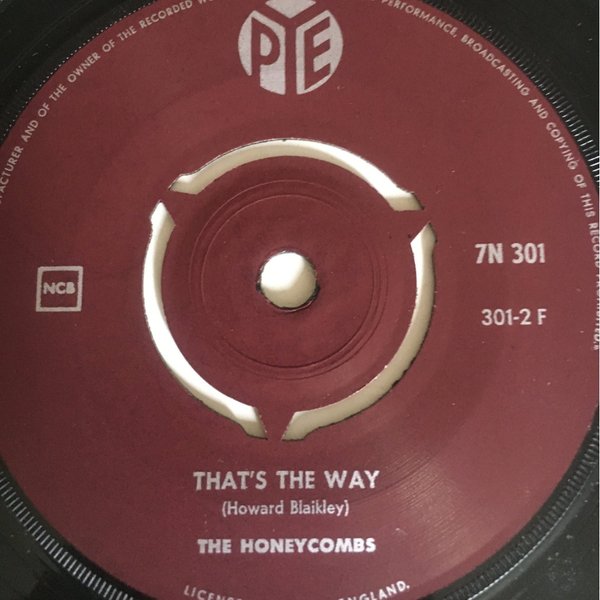 FACTURER AND OF THE OWNER OF THE RECORDED
PERFORMANCE, BROADCASTING AND COPYING OF THIS RECORD
PYE
7N 301
NCB
301-2 F
THAT'S THE WAY
(Howard Blaikley)
THE HONEYCOMBS
ENGLAND.